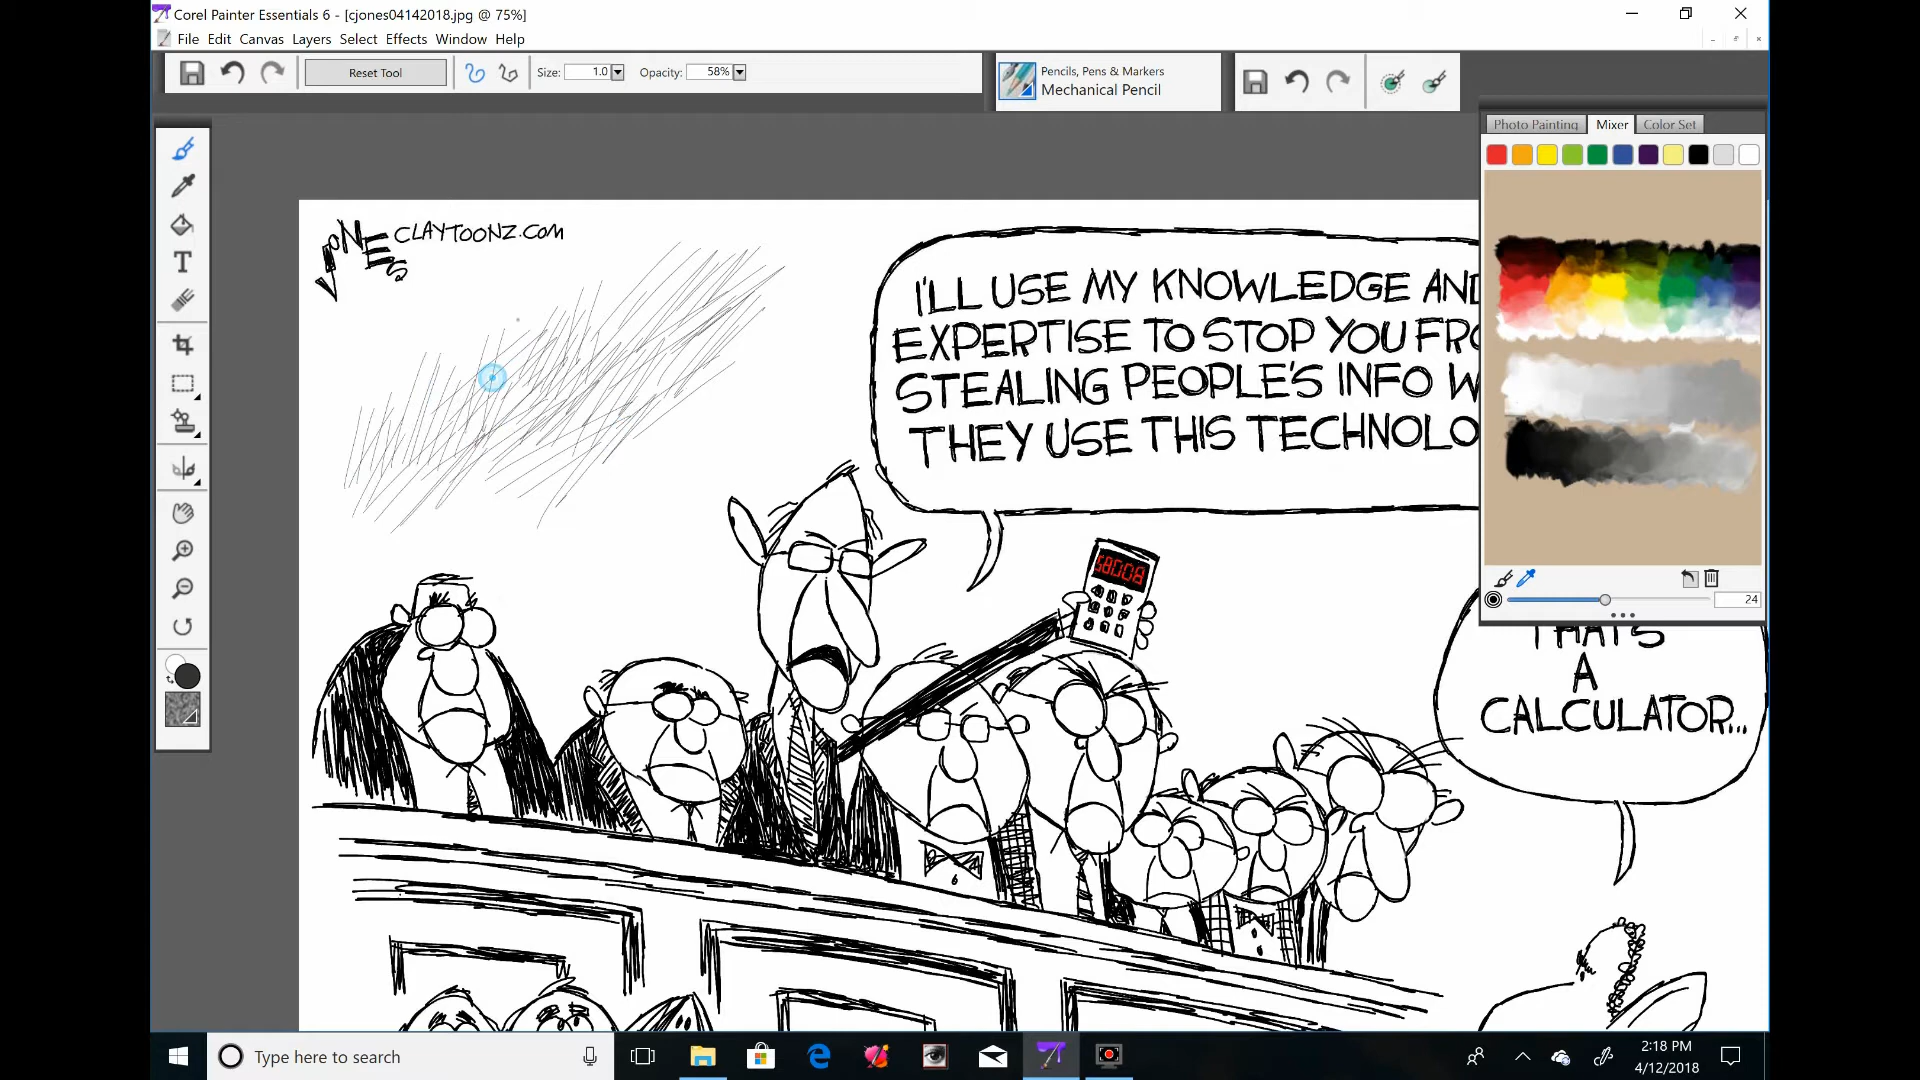 Corel Painter Essentials 6 - [cjones04142018.jpg @ 75%]
File Edit Canvas Layers Select Effects Window Help
Reset Tool
Size: 1.0
Opacity: 58%
Pencils, Pens & Markers
Mechanical Pencil
Photo Painting Mixer Color Set
JONES
CLAYTOONZ.COM
I'LL USE MY KNOWLEDGE AND
EXPERTISE TO STOP YOU FRO
STEALING PEOPLE'S INFO W
THEY USE THIS TECHNOLO
24
THAT'S
A
CALCULATOR...
Type here to search
2:18 PM
4/12/2018